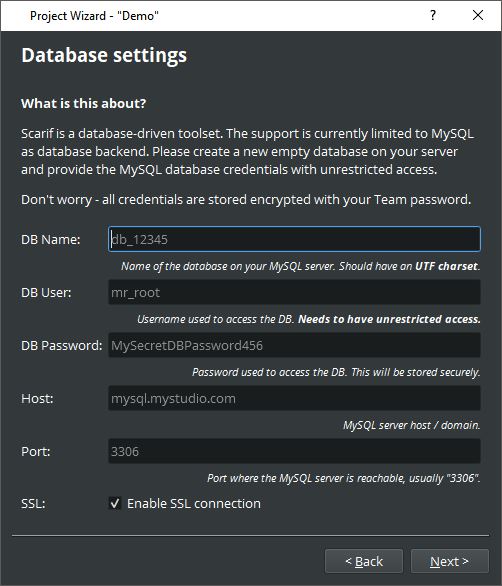 Project Wizard - "Demo"
?
Database settings
What is this about?
Scarif is a database-driven toolset. The support is currently limited to MySQL
as database backend. Please create a new empty database on your server
and provide the MySQL database credentials with unrestricted access.
Don't worry - all credentials are stored encrypted with your Team password.
DB Name: db_12345
Name of the database on your MySQL server. Should have an UTF charset.
DB User: mr_root
Username used to access the DB. Needs to have unrestricted access.
DB Password: MySecretDBPassword456
Password used to access the DB. This will be stored securely.
Host: mysql.mystudio.com
MySQL server host / domain.
Port: 3306
Port where the MySQL server is reachable, usually "3306".
SSL: Enable SSL connection
< Back Next >